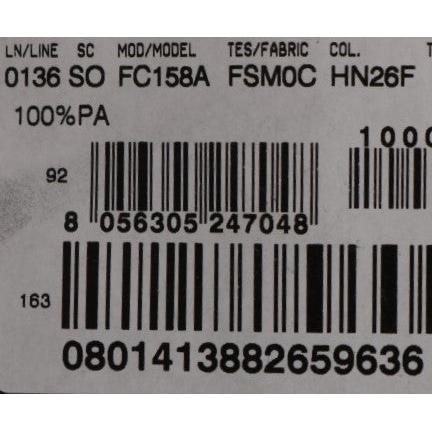 LN/LINE SC MOD/MODEL TES/FABRIC COL.
0136 SO FC158A FSM0C HN26F
100%PA
1000
92
8 056305 247048
163
0801413882659636